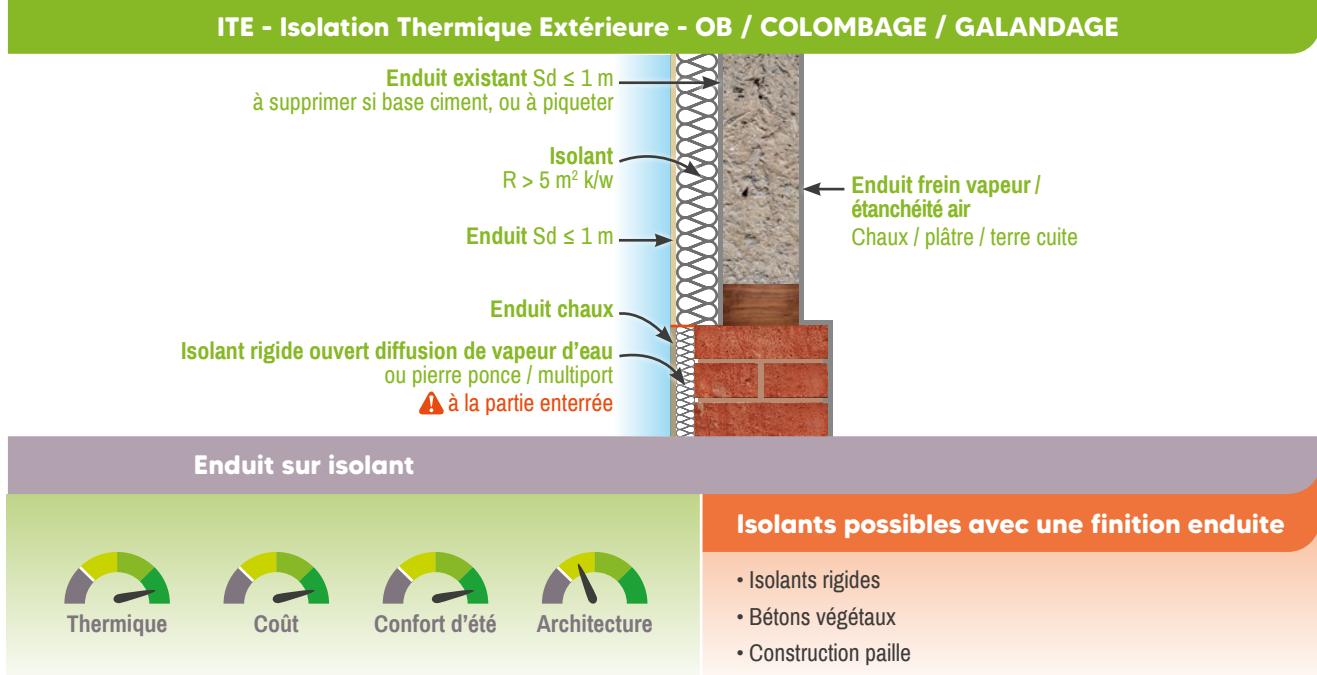 ITE - Isolation Thermique Extérieure - OB / COLOMBAGE / GALANDAGE
Enduit existant Sd ≤ 1 m
à supprimer si base ciment, ou à piqueter
Isolant
R > 5 m² k/w
Enduit Sd ≤ 1 m
Enduit chaux
Isolant rigide ouvert diffusion de vapeur d’eau
ou pierre ponce / multiport
à la partie enterrée
Enduit frein vapeur /
étanchéité air
Chaux / plâtre / terre cuite
Enduit sur isolant
Thermique
Coût
Confort d’été
Architecture
Isolants possibles avec une finition enduite
• Isolants rigides
• Bétons végétaux
• Construction paille